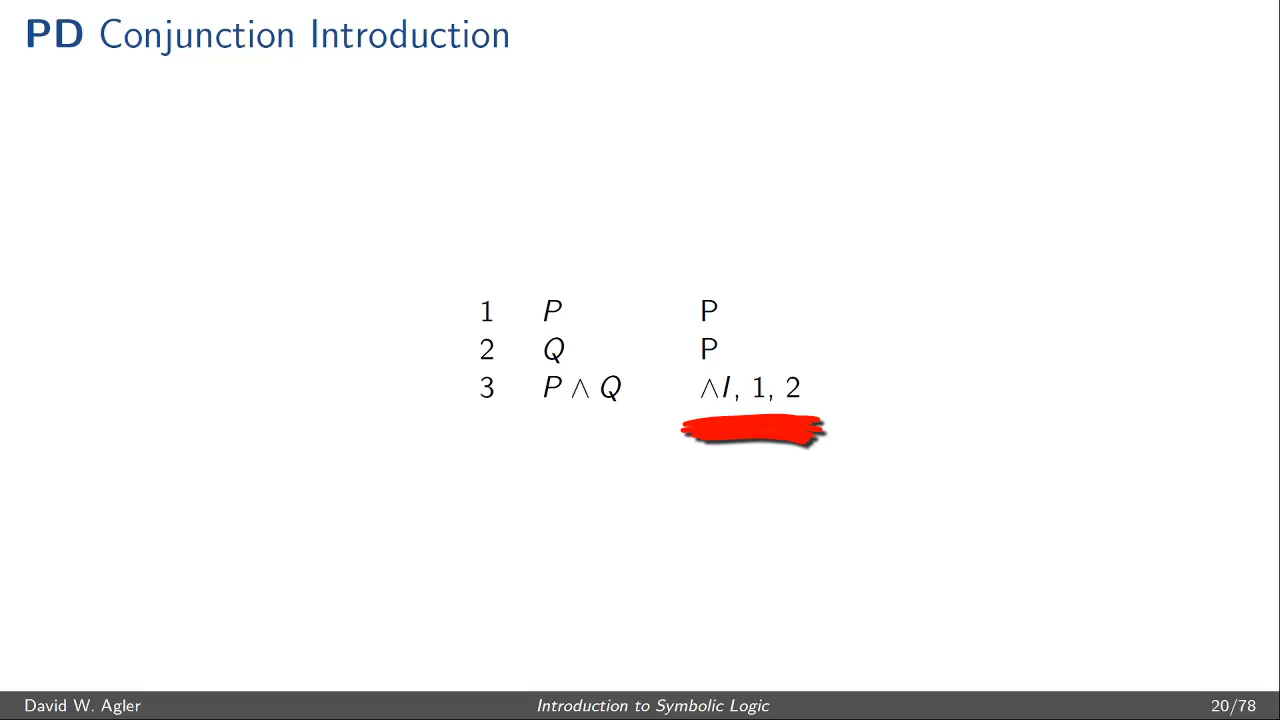 PD Conjunction Introduction
1 P P
2 Q P
3 P ∧ Q ∧I, 1, 2
David W. Agler Introduction to Symbolic Logic 20/78